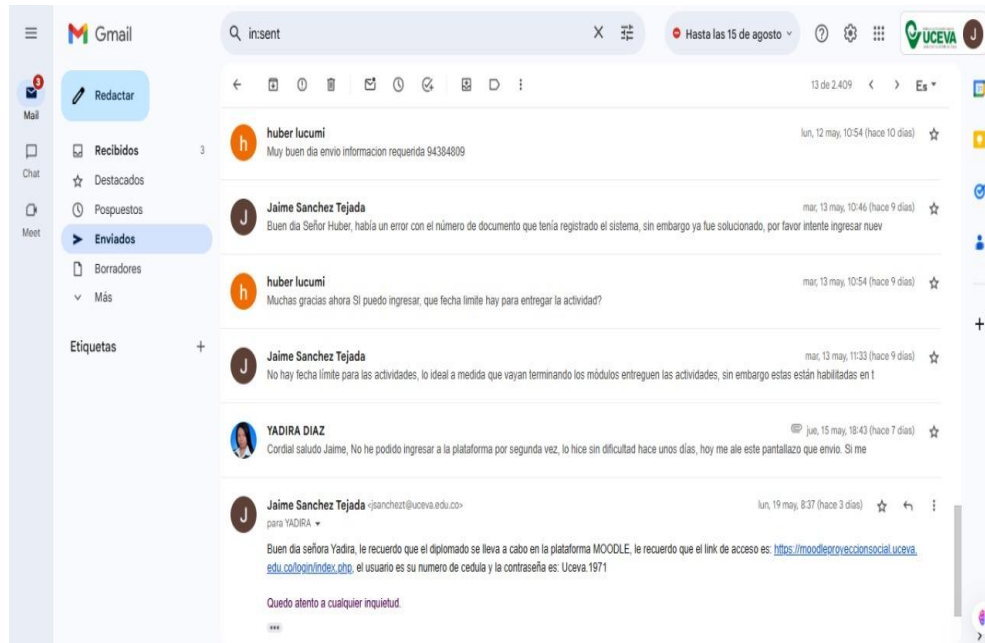 Gmail
in:sent
Hasta las 15 de agosto
UCEVA
J
3
Mail
Chat
Meet
Redactar
Recibidos 3
Destacados
Pospuestos
Enviados
Borradores
Más
Etiquetas
13 de 2.409
Es
h
huber lucumi
lun, 12 may, 10:54 (hace 10 días)
Muy buen dia envio informacion requerida 94384809
J
Jaime Sanchez Tejada
mar, 13 may, 10:46 (hace 9 días)
Buen dia Señor Huber, había un error con el número de documento que tenía registrado el sistema, sin embargo ya fue solucionado, por favor intente ingresar nuev
h
huber lucumi
mar, 13 may, 10:54 (hace 9 días)
Muchas gracias ahora SI puedo ingresar, que fecha limite hay para entregar la actividad?
J
Jaime Sanchez Tejada
mar, 13 may, 11:33 (hace 9 días)
No hay fecha límite para las actividades, lo ideal a medida que vayan terminando los módulos entreguen las actividades, sin embargo estas están habilitadas en t
YADIRA DIAZ
jue, 15 may, 18:43 (hace 7 días)
Cordial saludo Jaime, No he podido ingresar a la plataforma por segunda vez, lo hice sin dificultad hace unos días, hoy me ale este pantallazo que envio. Si me
J
Jaime Sanchez Tejada <jsanchezt@uceva.edu.co>
lun, 19 may, 8:37 (hace 3 días)
para YADIRA
Buen dia señora Yadira, le recuerdo que el diplomado se lleva a cabo en la plataforma MOODLE, le recuerdo que el link de acceso es: https://moodleproyeccionsocial.uceva.
edu.co/login/index.php, el usuario es su numero de cedula y la contraseña es: Uceva.1971
Quedo atento a cualquier inquietud.